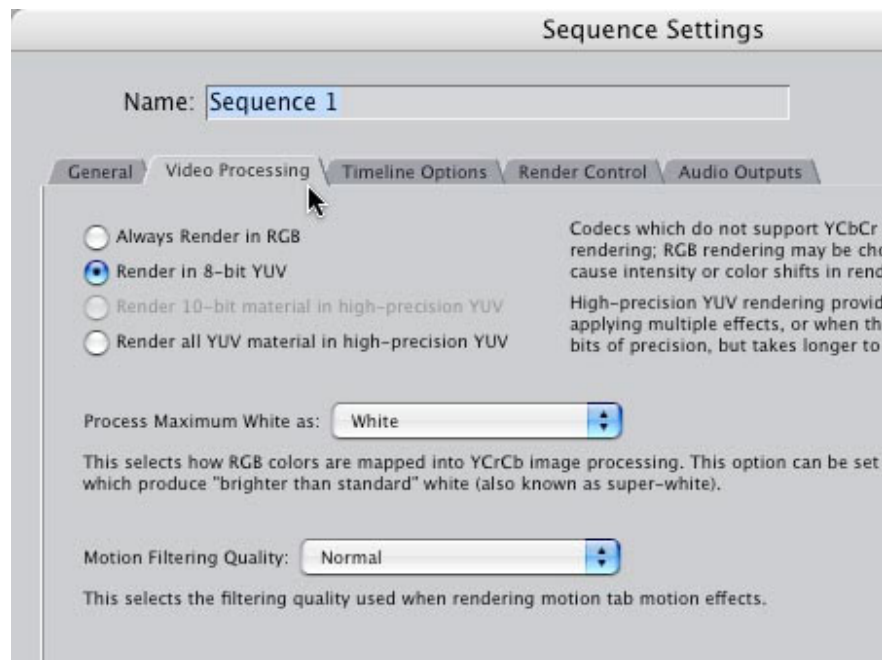 Sequence Settings
Name: Sequence 1
General Video Processing Timeline Options Render Control Audio Outputs
Always Render in RGB
Render in 8-bit YUV
Render 10-bit material in high-precision YUV
Render all YUV material in high-precision YUV
Codecs which do not support YCbCr
rendering; RGB rendering may be
cause intensity or color shifts in
High-precision YUV rendering
applying multiple effects, or when
bits of precision, but takes longer to
Process Maximum White as: White
This selects how RGB colors are mapped into YCrCb image processing. This option can be set
which produce "brighter than standard" white (also known as super-white).
Motion Filtering Quality: Normal
This selects the filtering quality used when rendering motion tab motion effects.